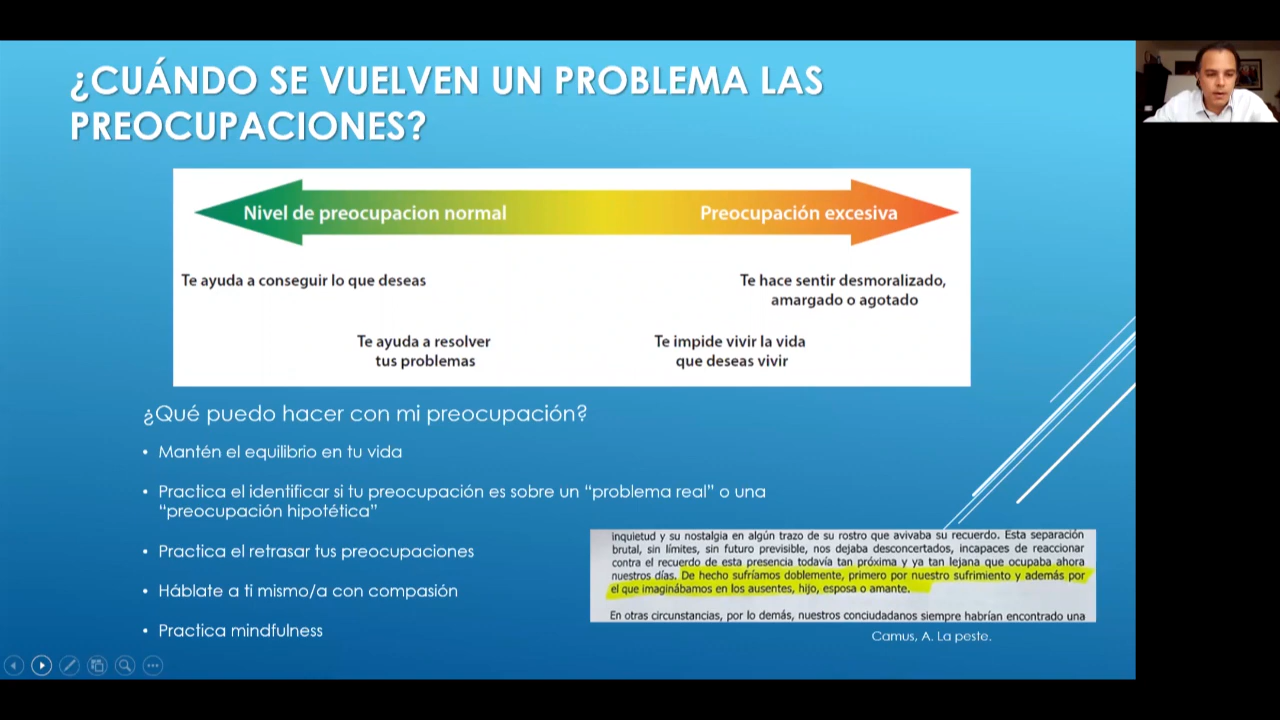 ¿CUÁNDO SE VUELVEN UN PROBLEMA LAS
PREOCUPACIONES?
Nivel de preocupacion normal
Preocupación excesiva
Te ayuda a conseguir lo que deseas
Te hace sentir desmoralizado,
amargado o agotado
Te ayuda a resolver
tus problemas
Te impide vivir la vida
que deseas vivir
¿Qué puedo hacer con mi preocupación?
• Mantén el equilibrio en tu vida
• Practica el identificar si tu preocupación es sobre un “problema real” o una
“preocupación hipotética”
• Practica el retrasar tus preocupaciones
• Háblate a ti mismo/a con compasión
• Practica mindfulness
inquietud y su nostalgia en algún trazo de su rostro que avivaba su recuerdo. Esta separación
brutal, sin límites, sin futuro previsible, nos dejaba desconcertados, incapaces de reaccionar
contra el recuerdo de esta presencia todavía tan próxima y ya tan lejana que ocupaba ahora
nuestros días. De hecho sufríamos doblemente, primero por nuestro sufrimiento y además por
el que imaginábamos en los ausentes, hijo, esposa o amante.
En otras circunstancias, por lo demás, nuestros conciudadanos siempre habrían encontrado una
Camus, A. La peste.